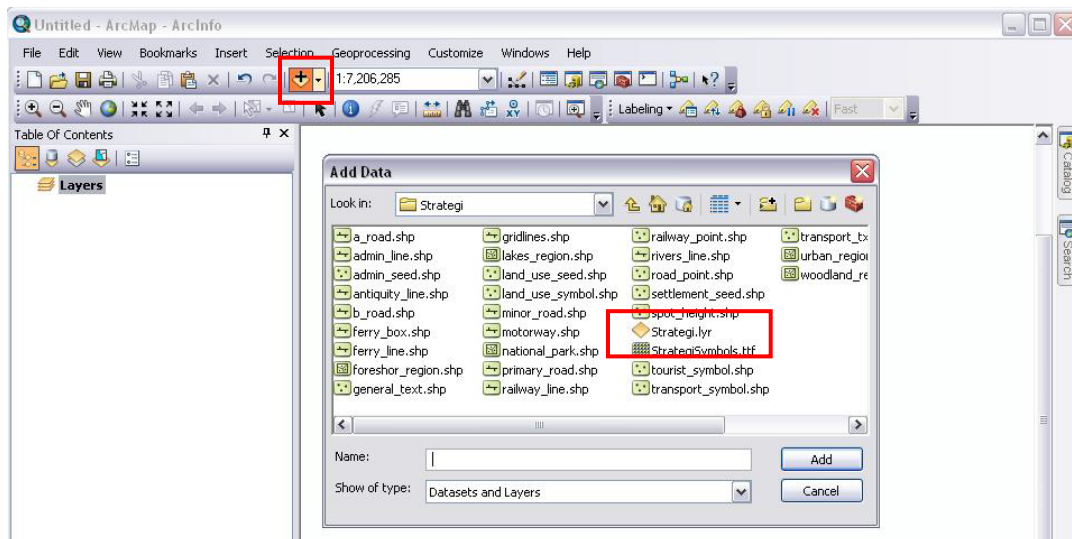 Untitled - ArcMap - ArcInfo
File Edit View Bookmarks Insert Selection Geoprocessing Customize Windows Help
1:7,206,285
Labeling Fast
Table Of Contents
Layers
Add Data
Look in: Strategi
a_road.shp
admin_line.shp
admin_seed.shp
antiquity_line.shp
b_road.shp
ferry_box.shp
ferry_line.shp
foreshor_region.shp
general_text.shp
gridlines.shp
lakes_region.shp
land_use_seed.shp
land_use_symbol.shp
minor_road.shp
motorway.shp
national_park.shp
primary_road.shp
railway_line.shp
railway_point.shp
rivers_line.shp
road_point.shp
settlement_seed.shp
spot_height.shp
Strategi.lyr
StrategiSymbols.ttf
tourist_symbol.shp
transport_symbol.shp
transport_tx
urban_region
woodland_re
Name:
Add
Show of type: Datasets and Layers
Cancel
Catalog
Search